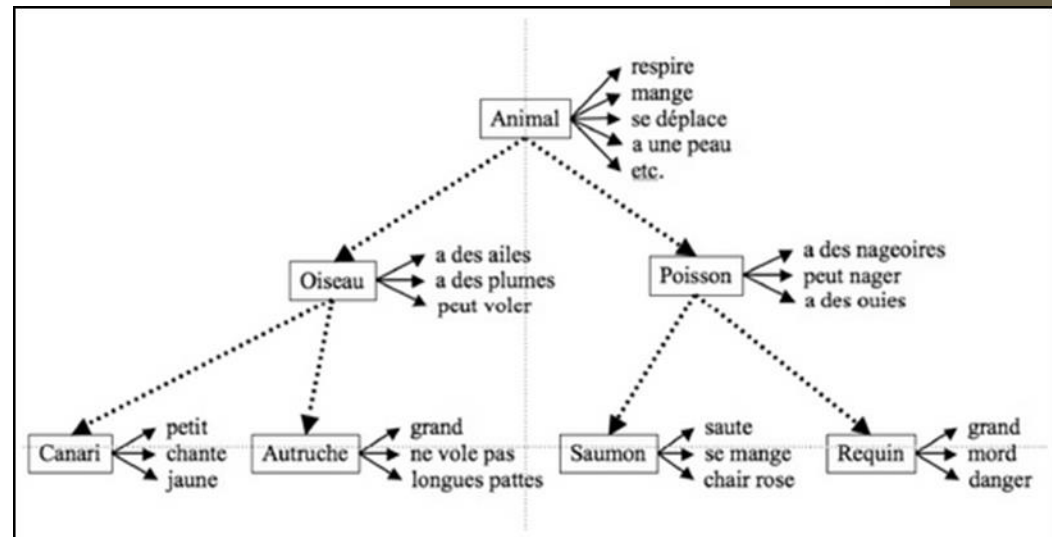 respire
mange
Animal
se déplace
a une peau
etc.
a des ailes
Oiseau
a des plumes
peut voler
a des nageoires
Poisson
peut nager
a des ouies
petit
Canari
chante
jaune
grand
Autruche
ne vole pas
longues pattes
saute
Saumon
se mange
chair rose
grand
Requin
mord
danger